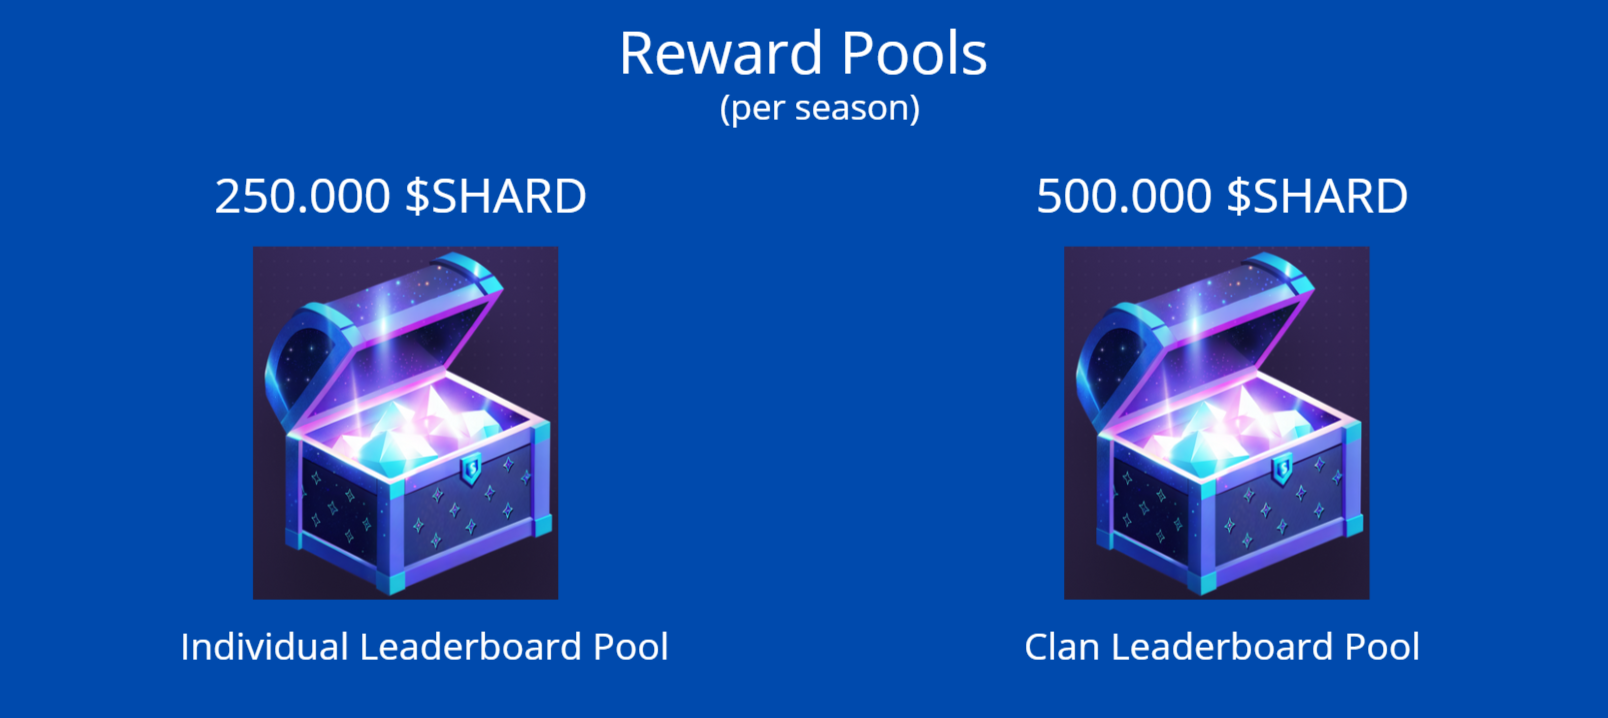 Reward Pools
(per season)
250.000 $SHARD
500.000 $SHARD
Individual Leaderboard Pool
Clan Leaderboard Pool